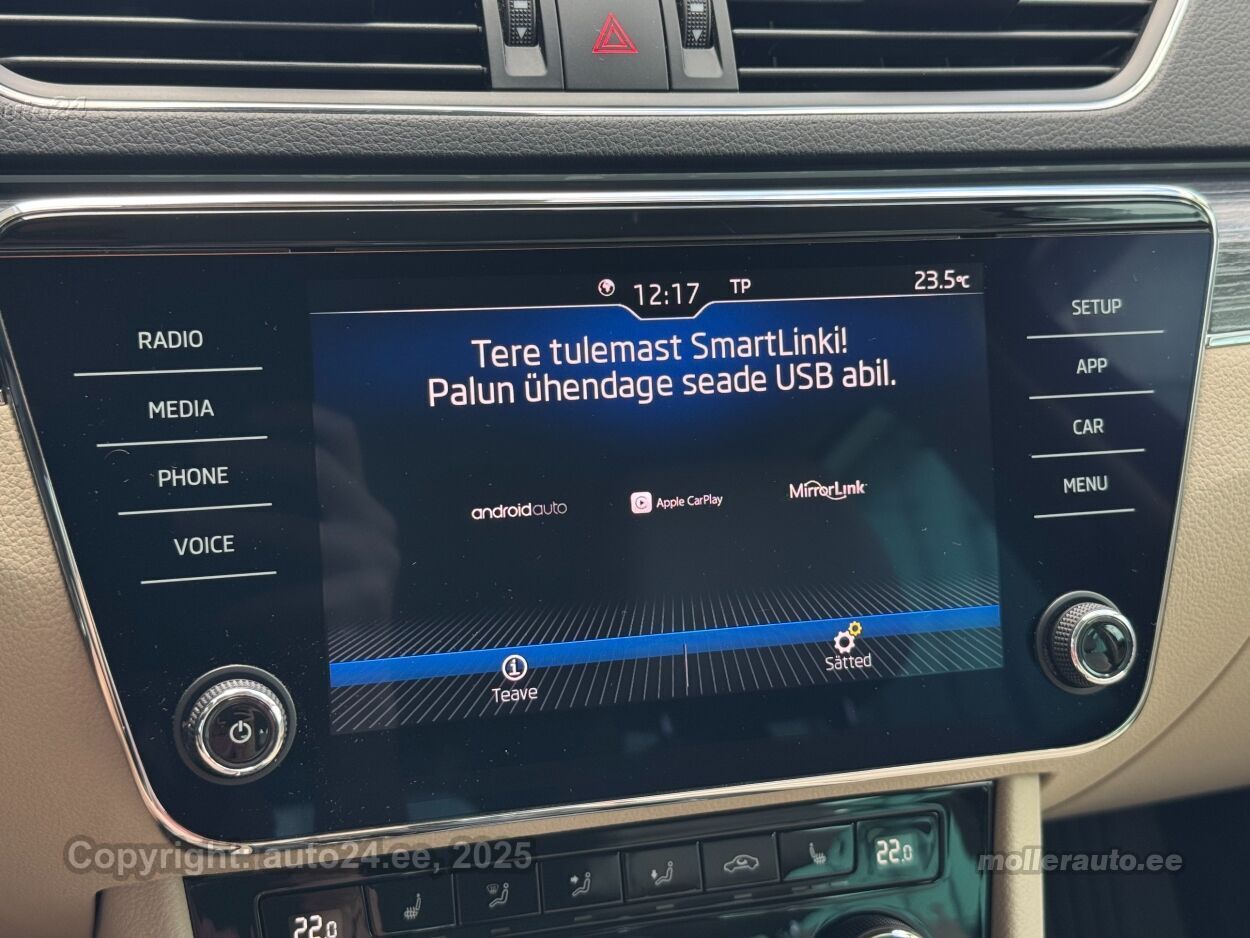 auto24
12:17
TP
23.5°C
RADIO
MEDIA
PHONE
VOICE
Tere tulemast SmartLinki!
Palun ühendage seade USB abil.
androidauto
Apple CarPlay
MirrorLink
Teave
Sätted
SETUP
APP
CAR
MENU
22.0
22.0
Copyright: auto24.ee, 2025
mollerauto.ee